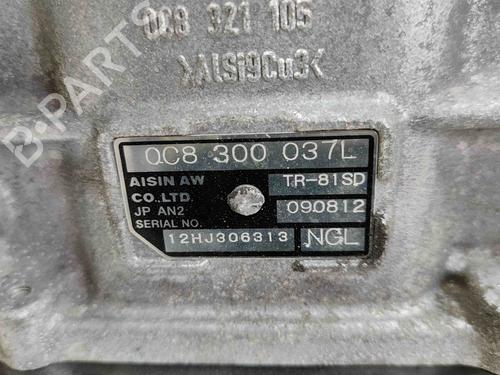 0C8 321 105
>AlSi9Cu3<
0C8 300 037L
AISIN AW TR-81SD
CO.,LTD.
JP AN2 090812
SERIAL NO.
12HJ306313 NGL
B-Parts